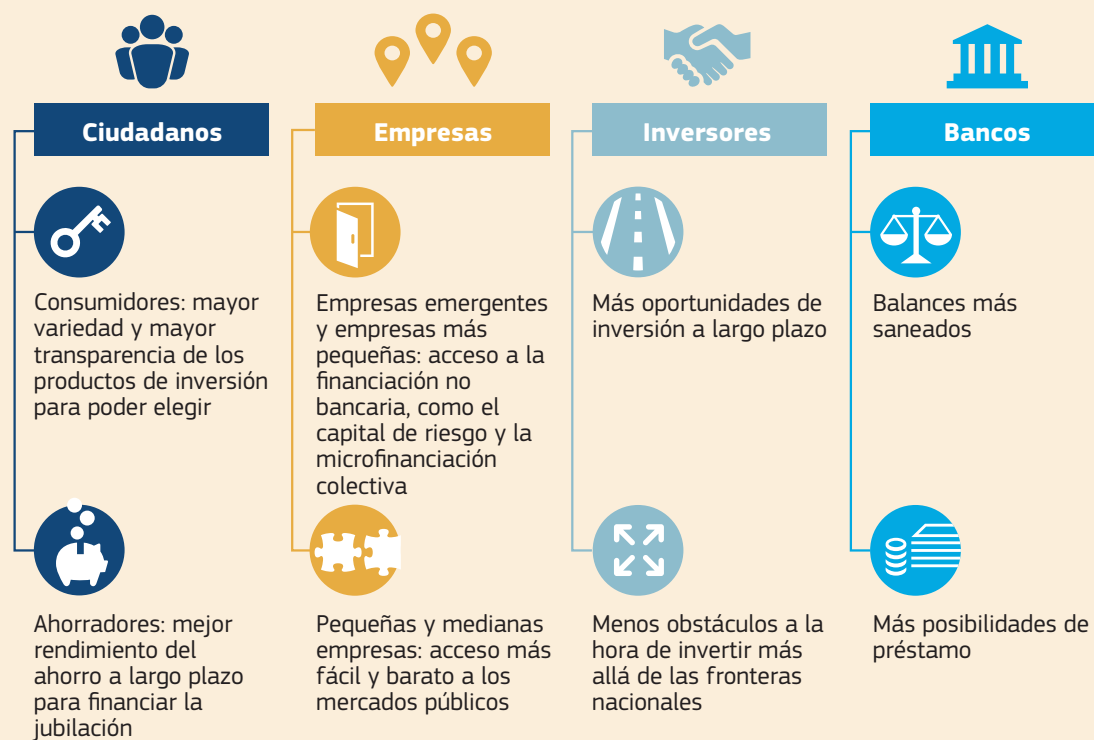 Ciudadanos
Consumidores: mayor
variedad y mayor
transparencia de los
productos de inversión
para poder elegir
Ahorradores: mejor
rendimiento del
ahorro a largo plazo
para financiar la
jubilación
Empresas
Empresas emergentes
y empresas más
pequeñas: acceso a la
financiación no
bancaria, como el
capital de riesgo y la
microfinanciación
colectiva
Pequeñas y medianas
empresas: acceso más
fácil y barato a los
mercados públicos
Inversores
Más oportunidades de
inversión a largo plazo
Menos obstáculos a la
hora de invertir más
allá de las fronteras
nacionales
Bancos
Balances más
saneados
Más posibilidades de
préstamo